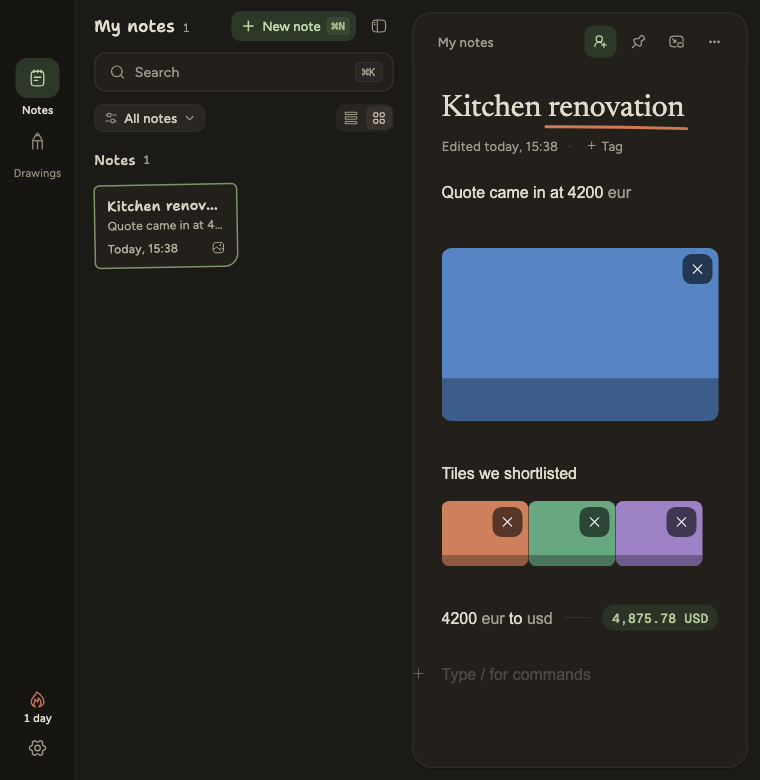 My notes 1
+ New note ⌘N
Search ⌘K
All notes
Notes 1
Kitchen renov...
Quote came in at 4...
Today, 15:38
Notes
Drawings
1 day
My notes
Kitchen renovation
Edited today, 15:38 · + Tag
Quote came in at 4200 eur
Tiles we shortlisted
4200 eur to usd 4,875.78 USD
+ Type / for commands